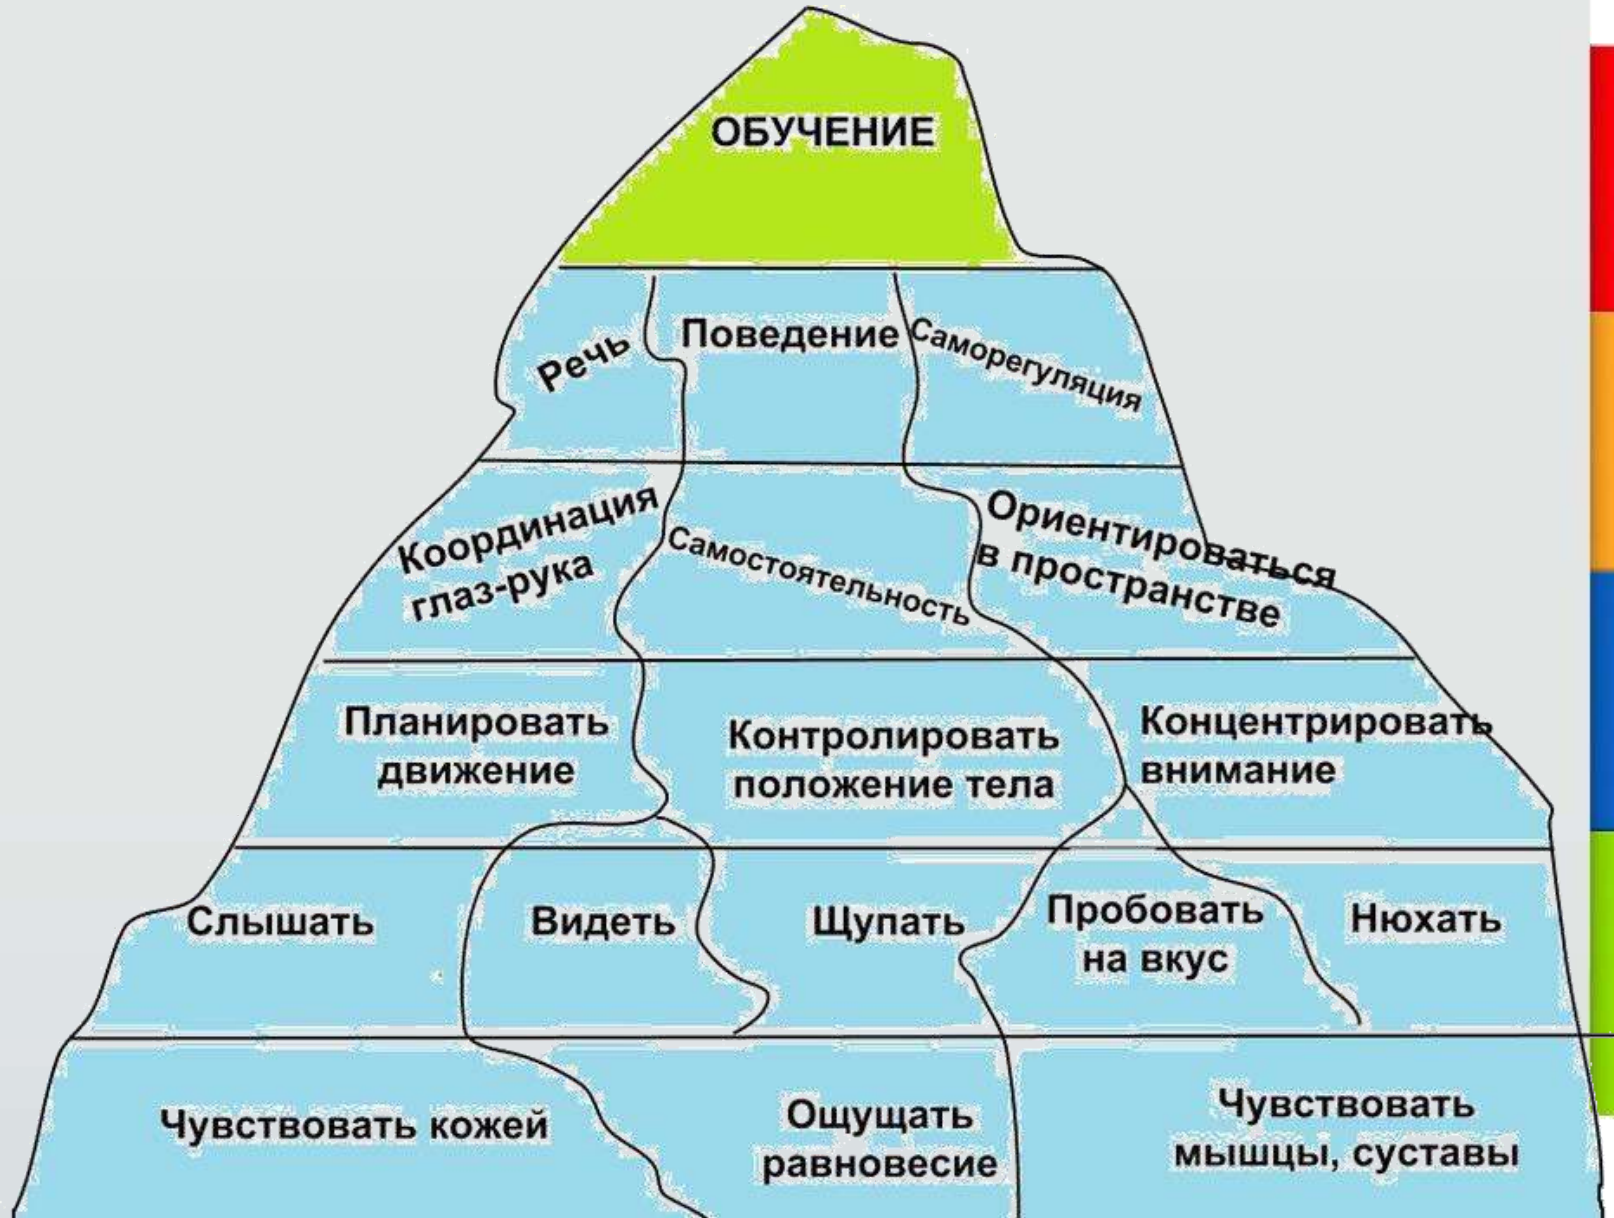 ОБУЧЕНИЕ
Речь
Поведение
Саморегуляция
Координация
глаз-рука
Самостоятельность
Ориентироваться
в пространстве
Планировать
движение
Контролировать
положение тела
Концентрировать
внимание
Слышать
Видеть
Щупать
Пробовать
на вкус
Нюхать
Чувствовать кожей
Ощущать
равновесие
Чувствовать
мышцы, суставы